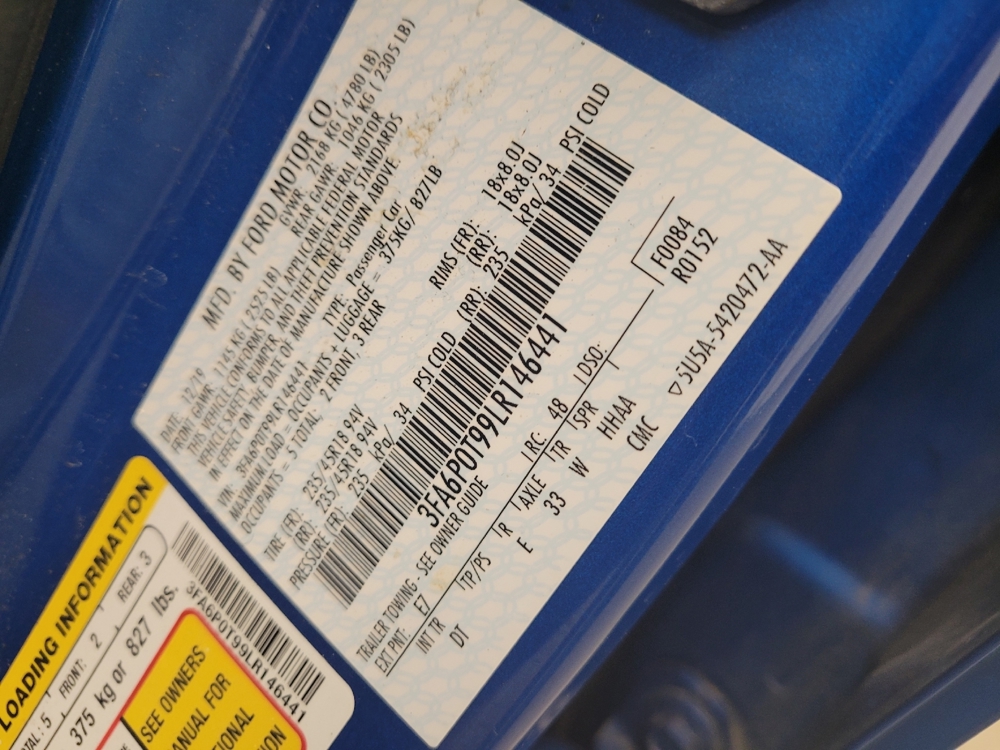 MFD. BY FORD MOTOR CO
DATE: 12/19 GVWR: 2168 KG ( 4780 LB)
FRONT GAWR: 1145 KG ( 2525 LB) REAR GAWR: 1046 KG ( 2305 LB)
THIS VEHICLE CONFORMS TO ALL APPLICABLE FEDERAL MOTOR
VEHICLE SAFETY, BUMPER, AND THEFT PREVENTION STANDARDS
IN EFFECT ON THE DATE OF MANUFACTURE SHOWN ABOVE.
VIN: 3FA6P0T99LR146441 TYPE: Passenger Car
MAXIMUM LOAD = OCCUPANTS + LUGGAGE = 375KG/ 827LB
OCCUPANTS = 5 TOTAL: 2 FRONT, 3 REAR
TIRE (FR): 235/45R18 94V RIMS (FR): 18x8.0J
(RR): 235/45R18 94V (RR): 18x8.0J
PRESSURE (FR): 235 kPa/ 34 PSI COLD (RR): 235 kPa/ 34 PSI COLD
3FA6P0T99LR146441
TRAILER TOWING - SEE OWNER GUIDE
EXT PNT: E7 RC: 48 DSO: F0084
R0152
INT TR TP/PS R AXLE TR SPR
DT E 33 W HHAA
CMC
▽5U5A-5420472-AA
LOADING INFORMATION
TAL: 5 FRONT: 2 REAR: 3
375 kg or 827 lbs.
3FA6P0T99LR146441
SEE OWNERS
ANUAL FOR